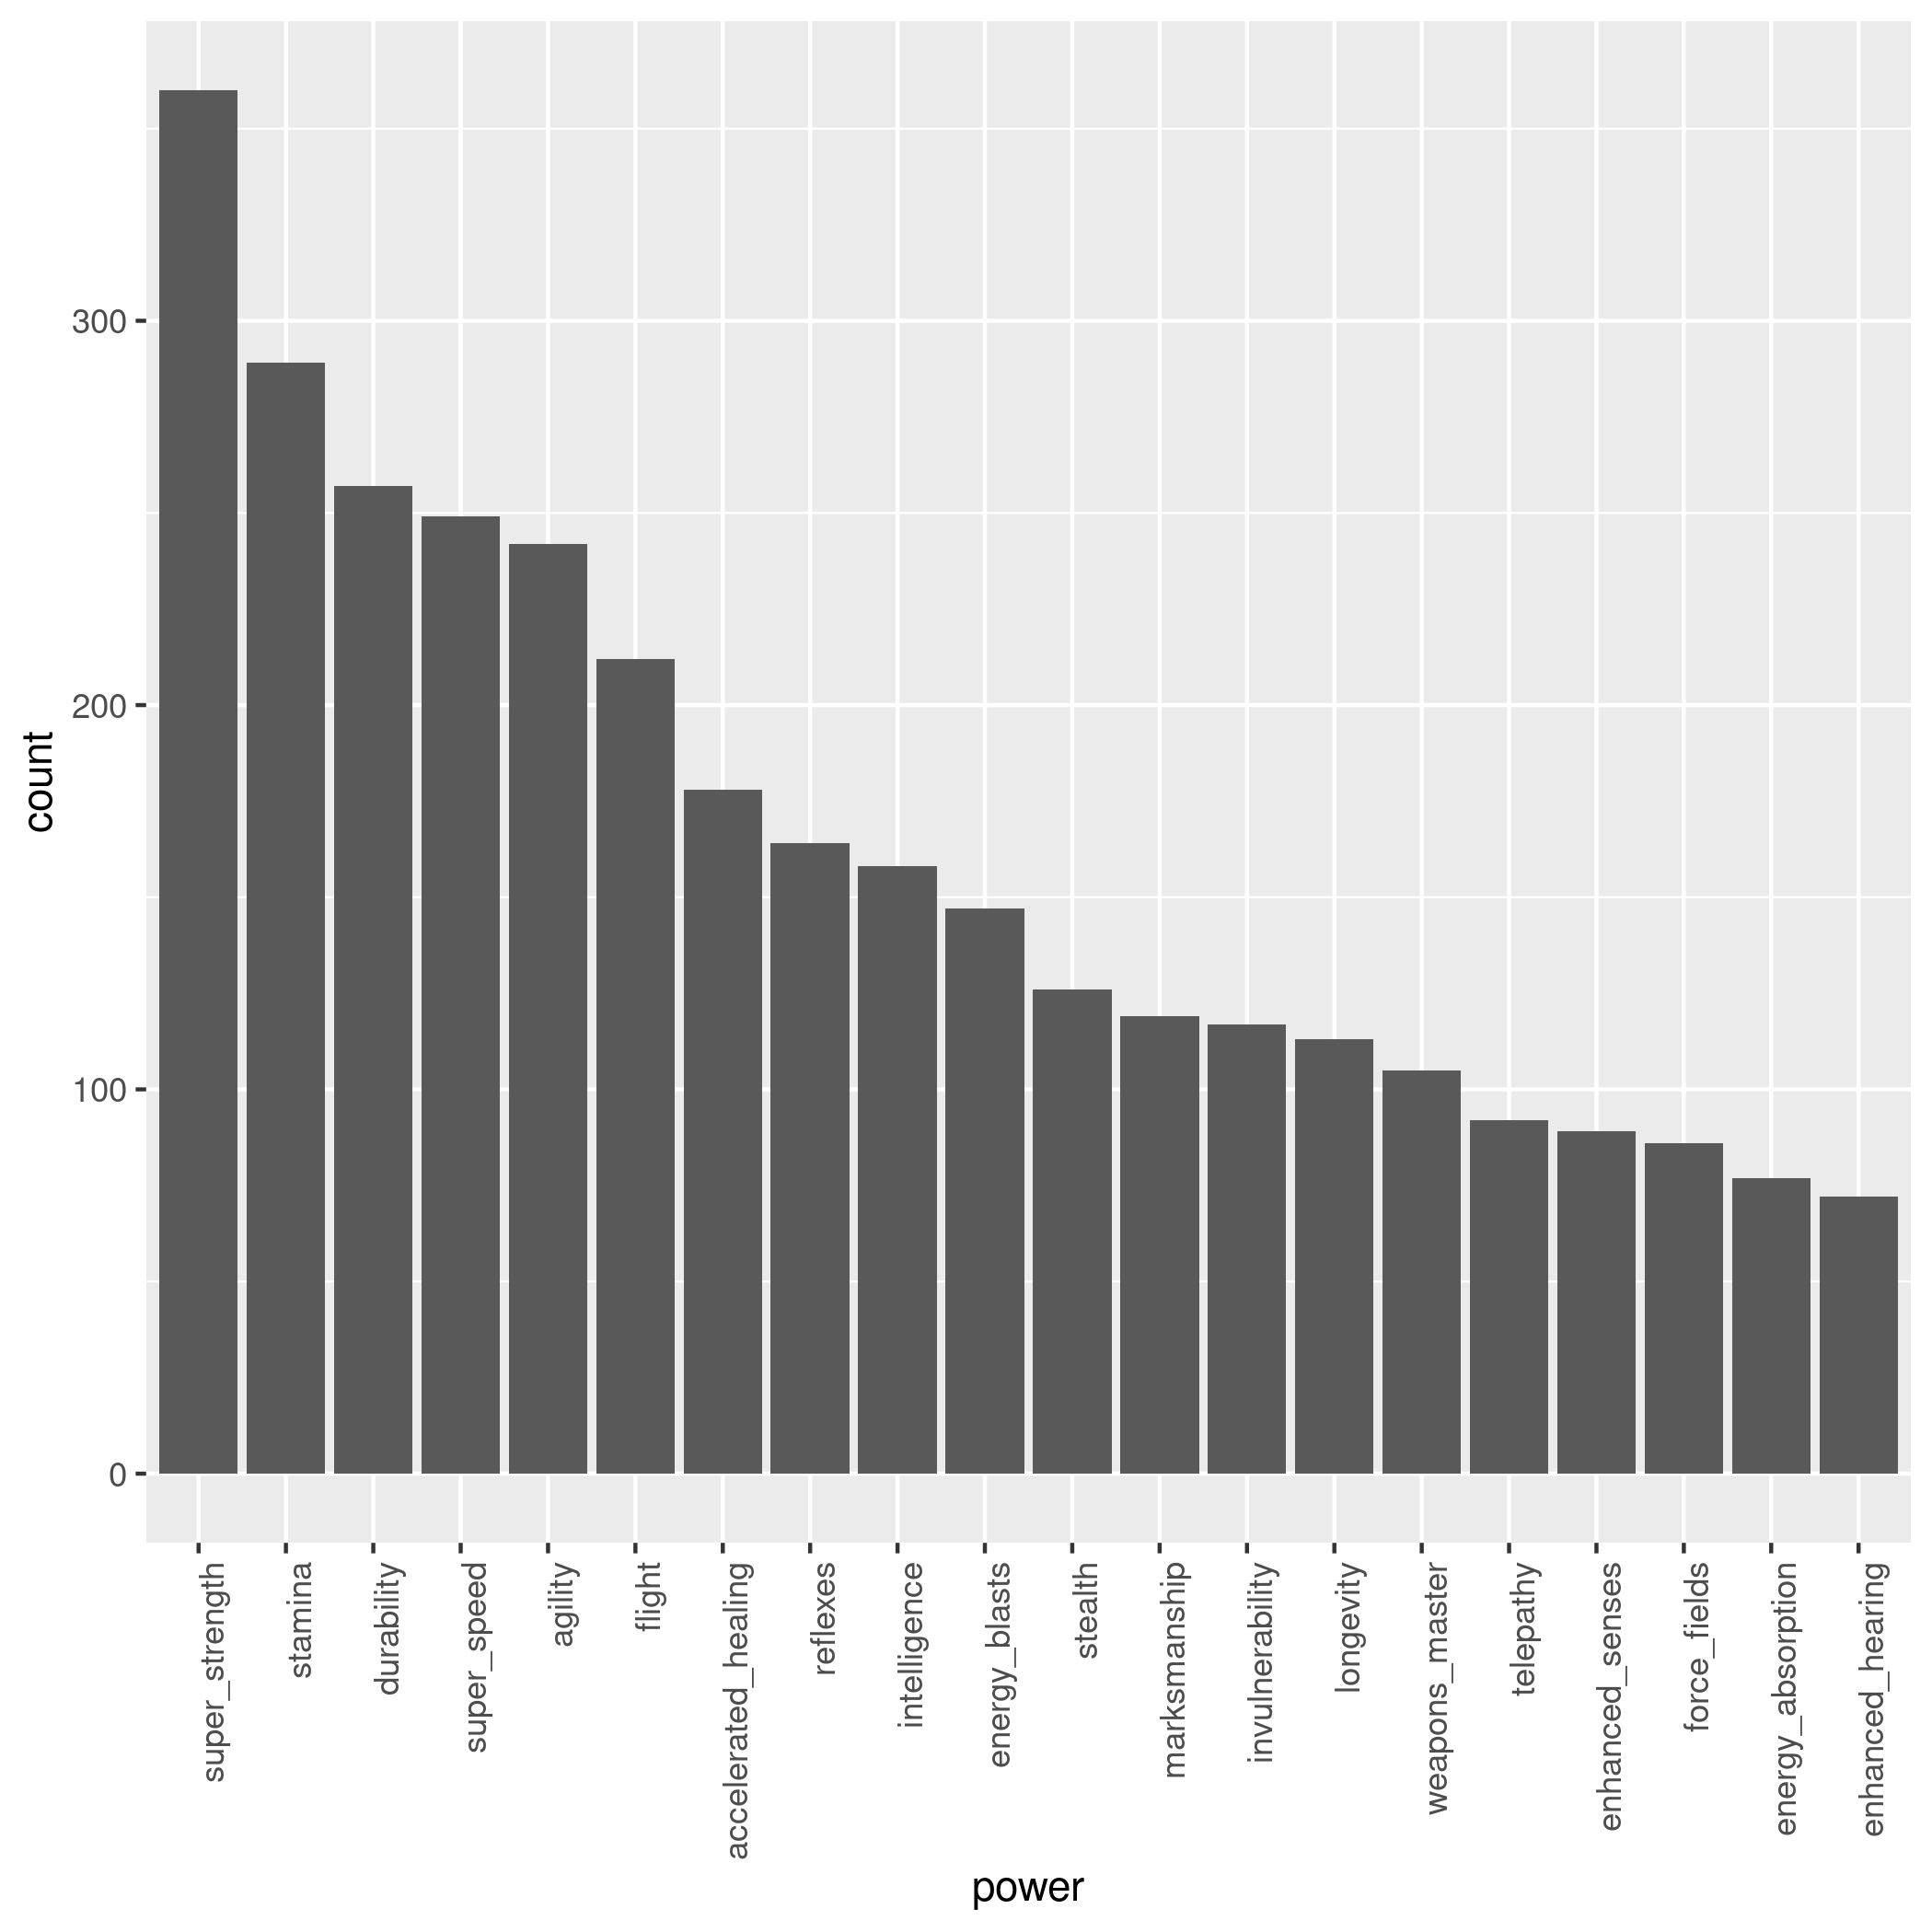 count
300
200
100
0
super_strength
stamina
durability
super_speed
agility
flight
accelerated_healing
reflexes
intelligence
energy_blasts
stealth
marksmanship
invulnerability
longevity
weapons_master
telepathy
enhanced_senses
force_fields
energy_absorption
enhanced_hearing
power